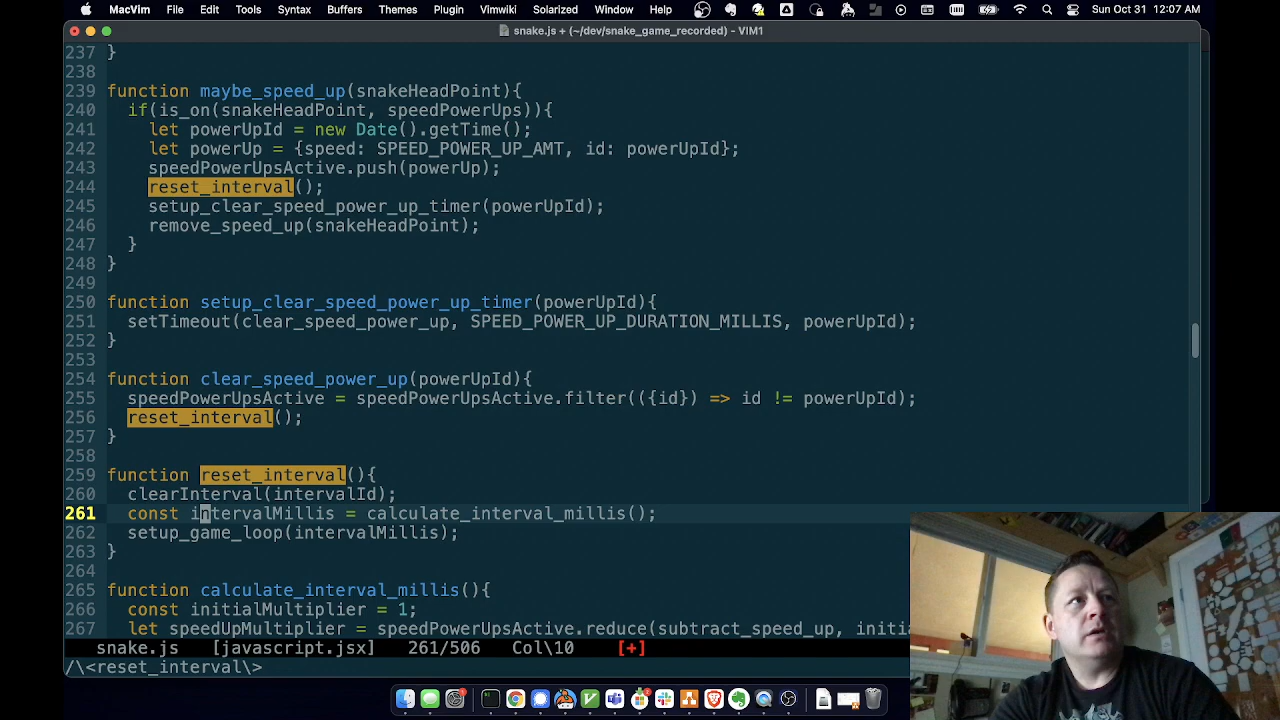 MacVim File Edit Tools Syntax Buffers Themes Plugin Vimwiki Solarized Window Help Sun Oct 31 12:07 AM
snake.js + (~/dev/snake_game_recorded) - VIM1
237 }
238
239 function maybe_speed_up(snakeHeadPoint){
240 if(is_on(snakeHeadPoint, speedPowerUps)){
241 let powerUpId = new Date().getTime();
242 let powerUp = {speed: SPEED_POWER_UP_AMT, id: powerUpId};
243 speedPowerUpsActive.push(powerUp);
244 reset_interval();
245 setup_clear_speed_power_up_timer(powerUpId);
246 remove_speed_up(snakeHeadPoint);
247 }
248 }
249
250 function setup_clear_speed_power_up_timer(powerUpId){
251 setTimeout(clear_speed_power_up, SPEED_POWER_UP_DURATION_MILLIS, powerUpId);
252 }
253
254 function clear_speed_power_up(powerUpId){
255 speedPowerUpsActive = speedPowerUpsActive.filter(({id}) => id != powerUpId);
256 reset_interval();
257 }
258
259 function reset_interval(){
260 clearInterval(intervalId);
261 const intervalMillis = calculate_interval_millis();
262 setup_game_loop(intervalMillis);
263 }
264
265 function calculate_interval_millis(){
266 const initialMultiplier = 1;
267 let speedUpMultiplier = speedPowerUpsActive.reduce(subtract_speed_up, initia
snake.js [javascript.jsx] 261/506 Col\10 [+]
/\<reset_interval\>